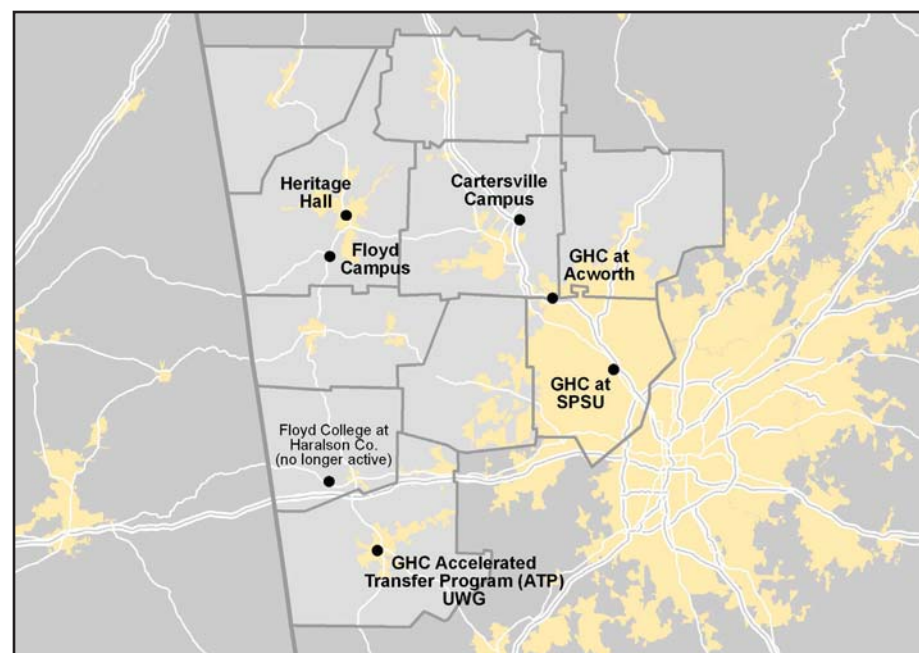 Heritage
Hall
Cartersville
Campus
Floyd
Campus
GHC at
Acworth
GHC at
SPSU
Floyd College at
Haralson Co.
(no longer active)
GHC Accelerated
Transfer Program (ATP)
UWG